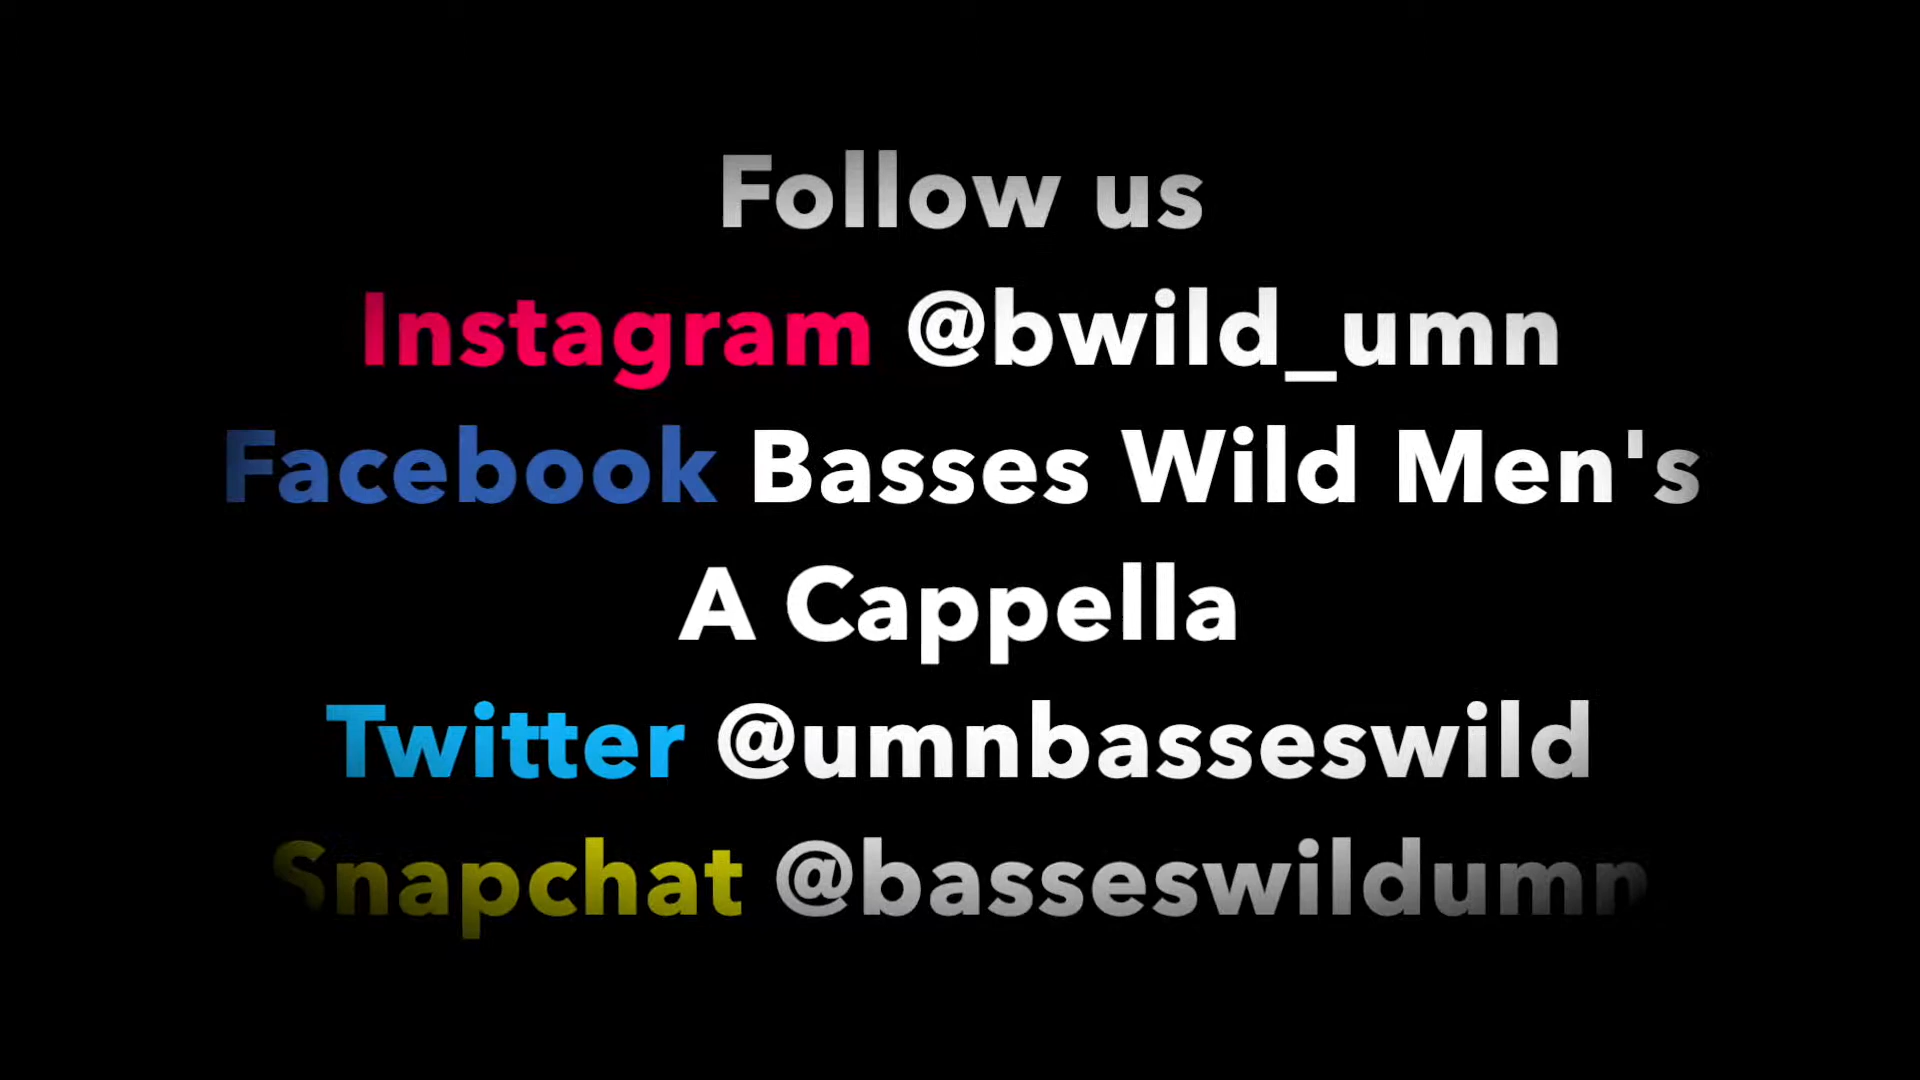 Follow us
Instagram @bwild_umn
Facebook Basses Wild Men's
A Cappella
Twitter @umnbasseswild
Snapchat @basseswildumn